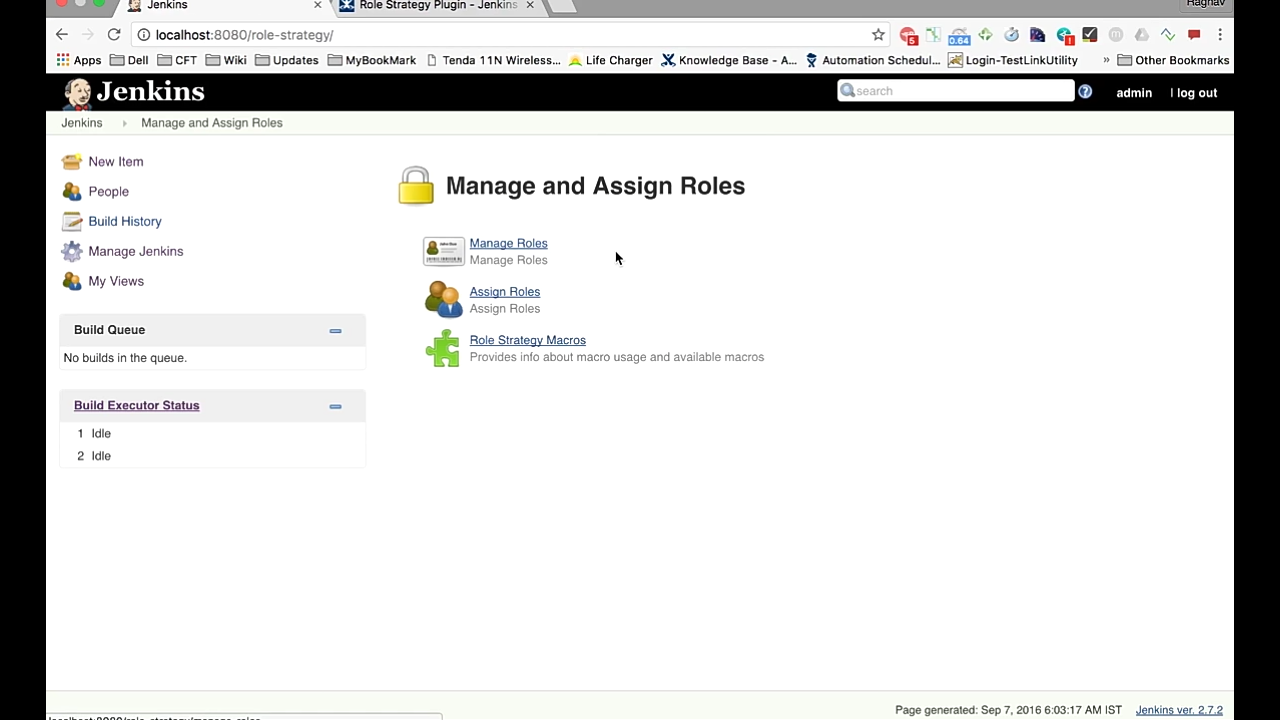 Jenkins
Role Strategy Plugin - Jenkins
Raghav
localhost:8080/role-strategy/
5
0.64
1
Apps Dell CFT Wiki Updates MyBookMark Tenda 11N Wireless... Life Charger Knowledge Base - A... Automation Schedul... Login-TestLinkUtility » Other Bookmarks
Jenkins
search
admin
| log out
Jenkins
Manage and Assign Roles
New Item
People
Build History
Manage Jenkins
My Views
Build Queue
No builds in the queue.
Build Executor Status
1 Idle
2 Idle
Manage and Assign Roles
Manage Roles
Manage Roles
Assign Roles
Assign Roles
Role Strategy Macros
Provides info about macro usage and available macros
localhost:8080/role-strategy/manage-roles
Page generated: Sep 7, 2016 6:03:17 AM IST
Jenkins ver. 2.7.2